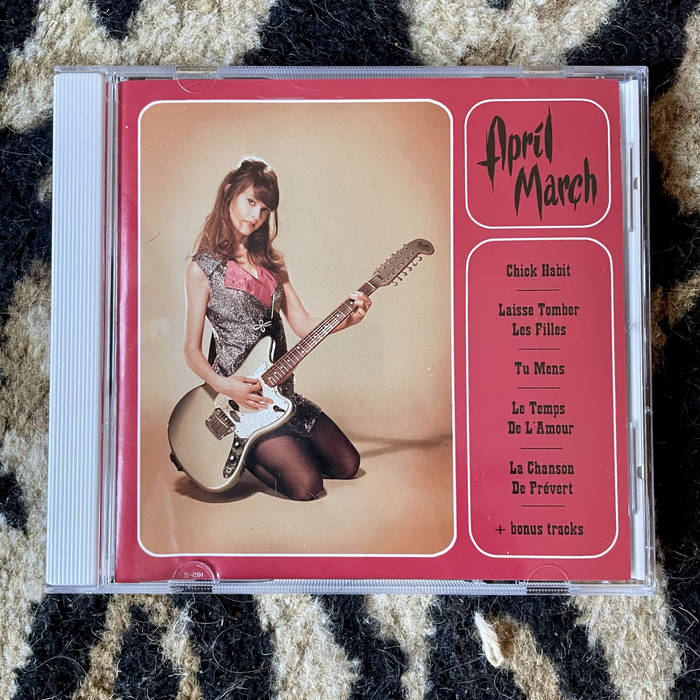 April
March
Chick Habit
Laisse Tomber
Les Filles
Tu Mens
Le Temps
De L'Amour
La Chanson
De Prévert
+ bonus tracks